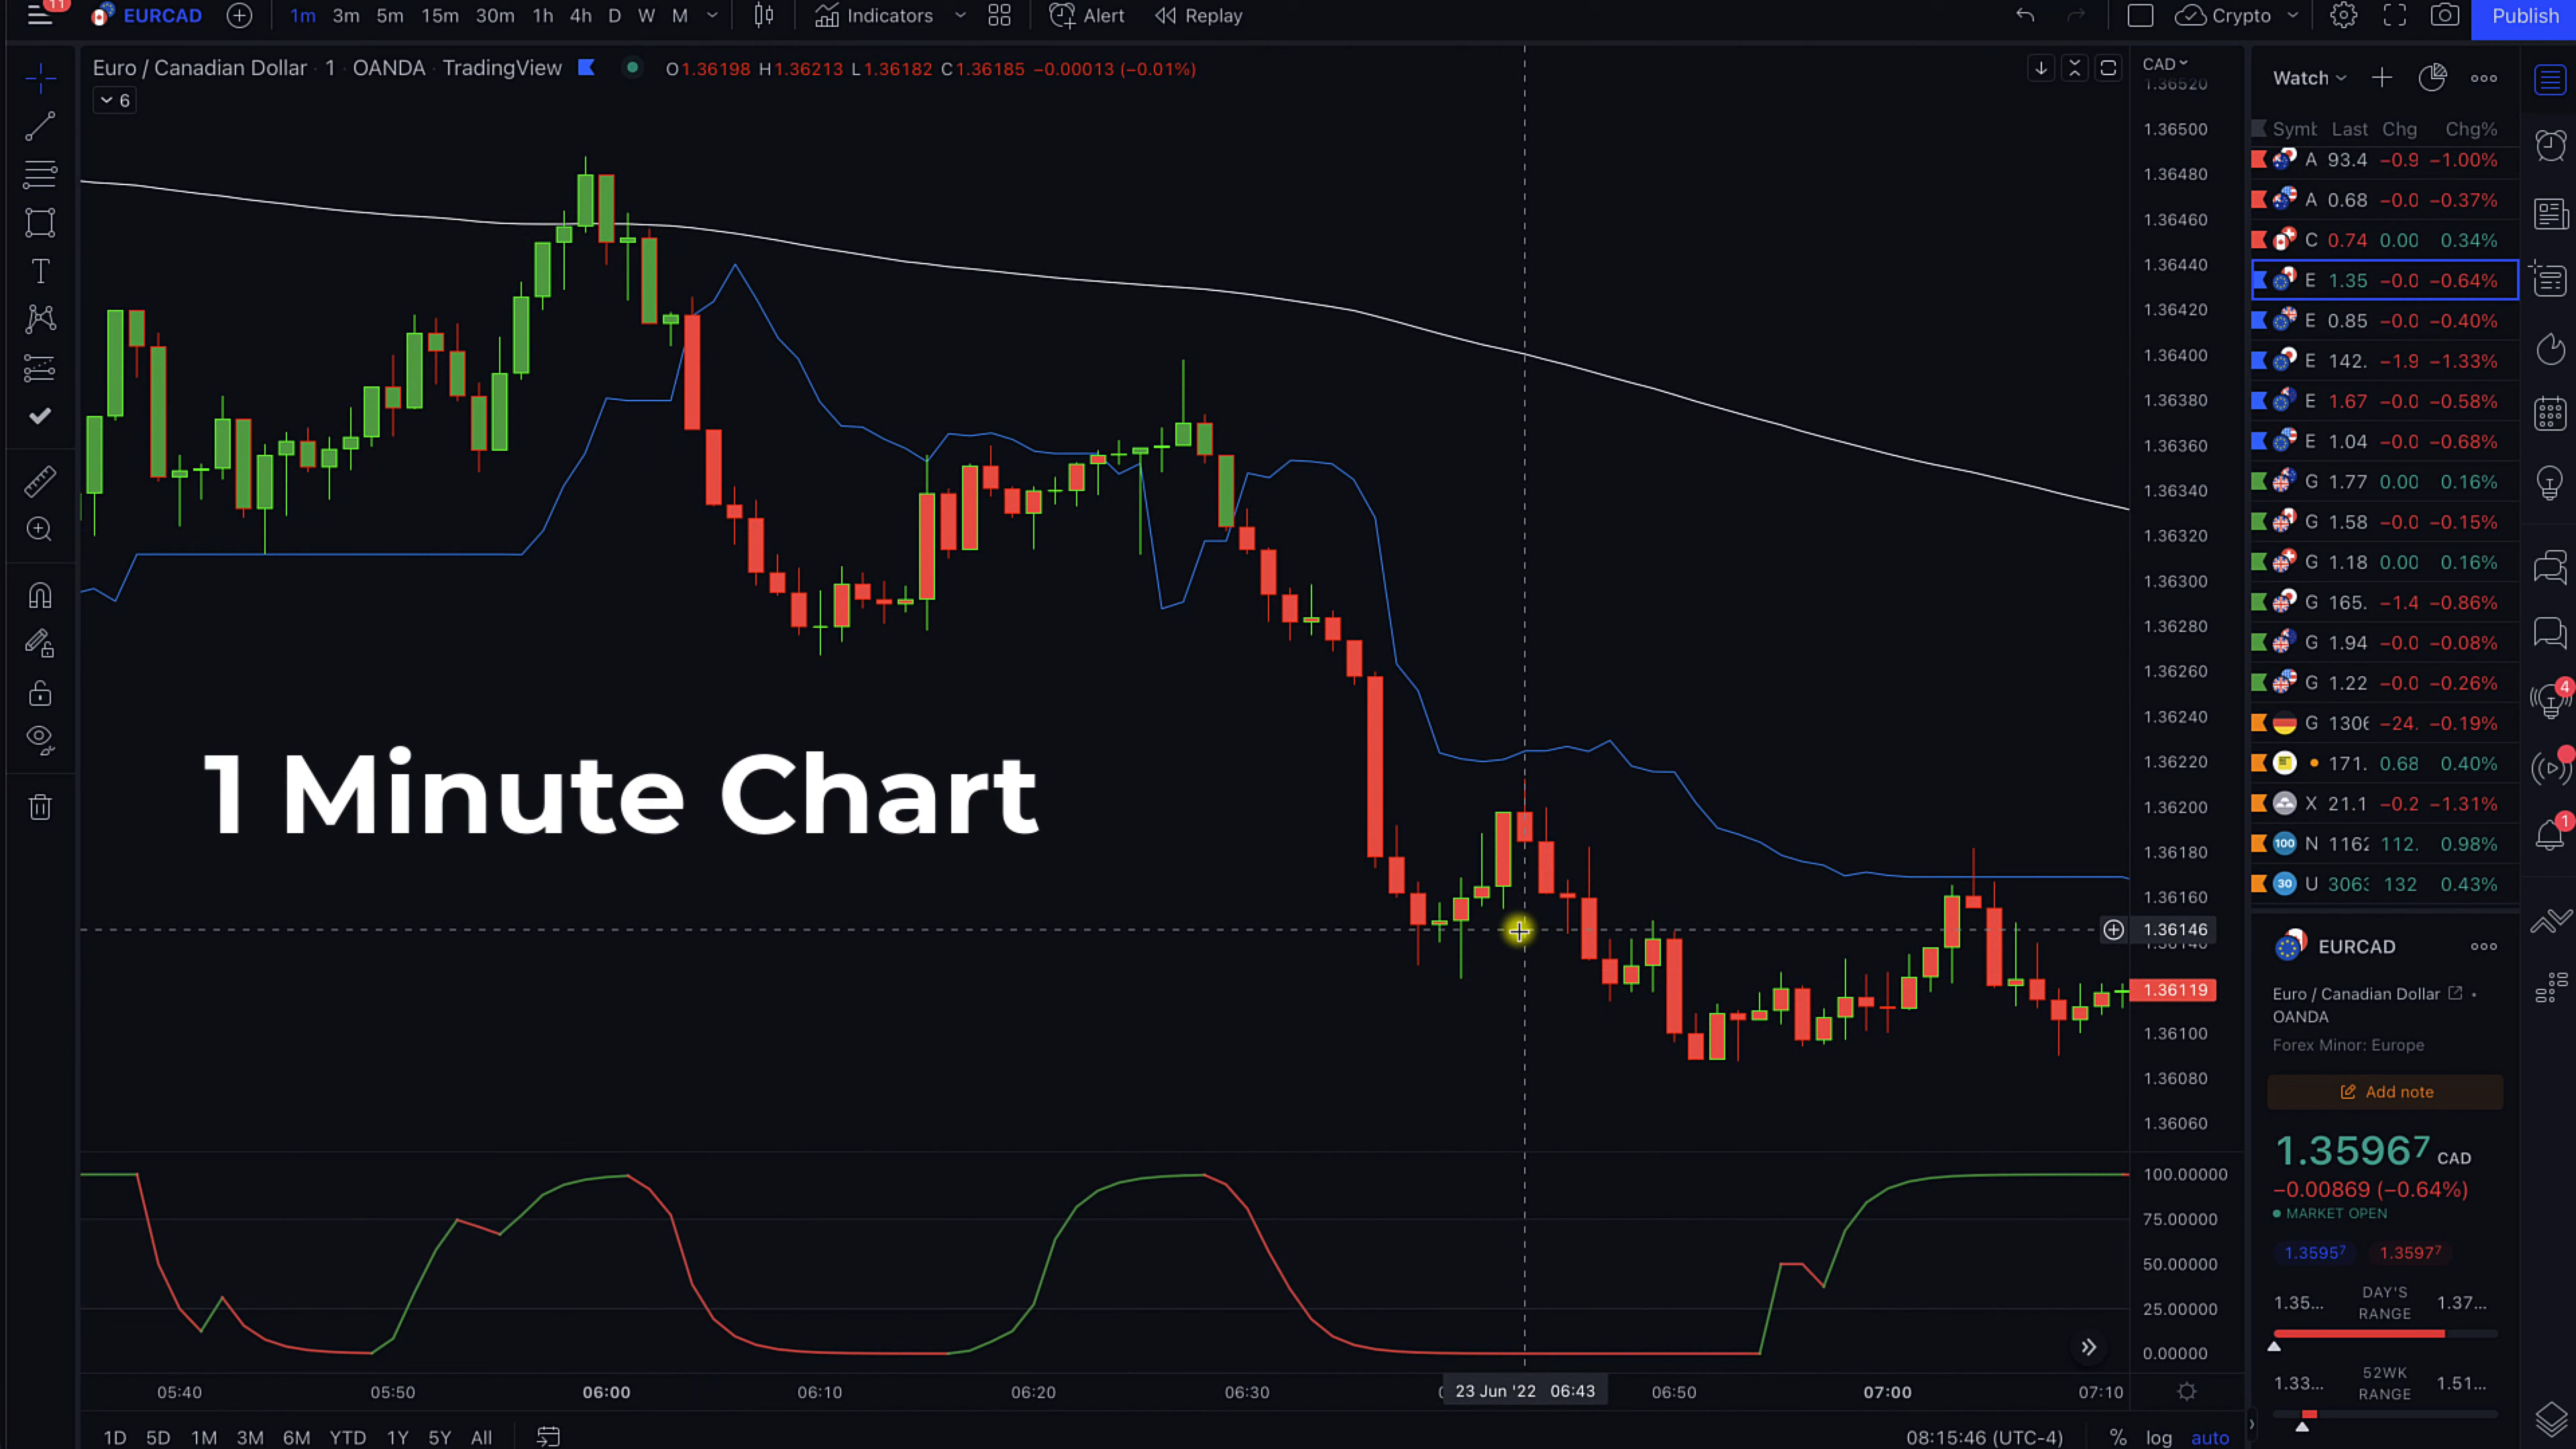 11
EURCAD 1m 3m 5m 15m 30m 1h 4h D W M Indicators Alert Replay Crypto Publish
Euro / Canadian Dollar · 1 · OANDA · TradingView O1.36198 H1.36213 L1.36182 C1.36185 −0.00013 (−0.01%)
6
CAD
1.36520
1.36500
1.36480
1.36460
1.36440
1.36420
1.36400
1.36380
1.36360
1.36340
1.36320
1.36300
1.36280
1.36260
1.36240
1.36220
1.36200
1.36180
1.36160
1.36146
1.36140
1.36119
1.36100
1.36080
1.36060
1 Minute Chart
100.00000
75.00000
50.00000
25.00000
0.00000
05:40 05:50 06:00 06:10 06:20 06:30 23 Jun '22 06:43 06:50 07:00 07:10
1D 5D 1M 3M 6M YTD 1Y 5Y All 08:15:46 (UTC-4) % log auto
Watch
Last Chg Chg%
A 93.4 −0.9 −1.00%
A 0.68 −0.0 −0.37%
C 0.74 0.00 0.34%
E 1.35 −0.0 −0.64%
E 0.85 −0.0 −0.40%
E 142. −1.9 −1.33%
E 1.67 −0.0 −0.58%
E 1.04 −0.0 −0.68%
G 1.77 0.00 0.16%
G 1.58 −0.0 −0.15%
G 1.18 0.00 0.16%
G 165. −1.4 −0.86%
G 1.94 −0.0 −0.08%
G 1.22 −0.0 −0.26%
G 1306 −24. −0.19%
171. 0.68 0.40%
X 21.1 −0.2 −1.31%
100 N 1162 112. 0.98%
30 U 3063 132 0.43%
4
1
EURCAD
Euro / Canadian Dollar
OANDA
Forex Minor: Europe
Add note
1.35967 CAD
−0.00869 (−0.64%)
MARKET OPEN
1.35957 1.35977
1.35... DAY'S RANGE 1.37...
1.33... 52WK RANGE 1.51...